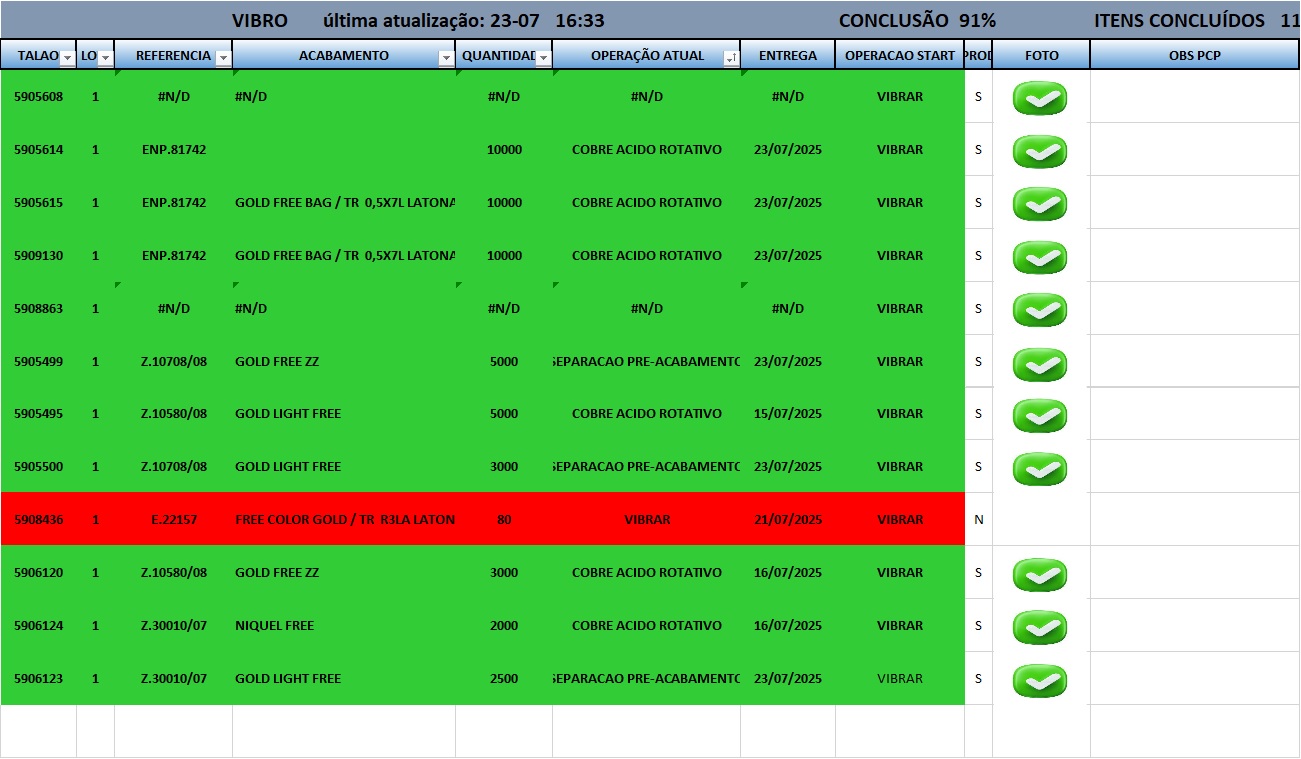 VIBRO última atualização: 23-07 16:33 CONCLUSÃO 91% ITENS CONCLUÍDOS 11
TALAO LO REFERENCIA ACABAMENTO QUANTIDAD OPERAÇÃO ATUAL ENTREGA OPERACAO START PROD FOTO OBS PCP
5905608 1 #N/D #N/D #N/D #N/D #N/D VIBRAR S
5905614 1 ENP.81742 10000 COBRE ACIDO ROTATIVO 23/07/2025 VIBRAR S
5905615 1 ENP.81742 GOLD FREE BAG / TR 0,5X7L LATONA 10000 COBRE ACIDO ROTATIVO 23/07/2025 VIBRAR S
5909130 1 ENP.81742 GOLD FREE BAG / TR 0,5X7L LATONA 10000 COBRE ACIDO ROTATIVO 23/07/2025 VIBRAR S
5908863 1 #N/D #N/D #N/D #N/D #N/D VIBRAR S
5905499 1 Z.10708/08 GOLD FREE ZZ 5000 SEPARACAO PRE-ACABAMENTO 23/07/2025 VIBRAR S
5905495 1 Z.10580/08 GOLD LIGHT FREE 5000 COBRE ACIDO ROTATIVO 15/07/2025 VIBRAR S
5905500 1 Z.10708/08 GOLD LIGHT FREE 3000 SEPARACAO PRE-ACABAMENTO 23/07/2025 VIBRAR S
5908436 1 E.22157 FREE COLOR GOLD / TR R3LA LATON 80 VIBRAR 21/07/2025 VIBRAR N
5906120 1 Z.10580/08 GOLD FREE ZZ 3000 COBRE ACIDO ROTATIVO 16/07/2025 VIBRAR S
5906124 1 Z.30010/07 NIQUEL FREE 2000 COBRE ACIDO ROTATIVO 16/07/2025 VIBRAR S
5906123 1 Z.30010/07 GOLD LIGHT FREE 2500 SEPARACAO PRE-ACABAMENTO 23/07/2025 VIBRAR S